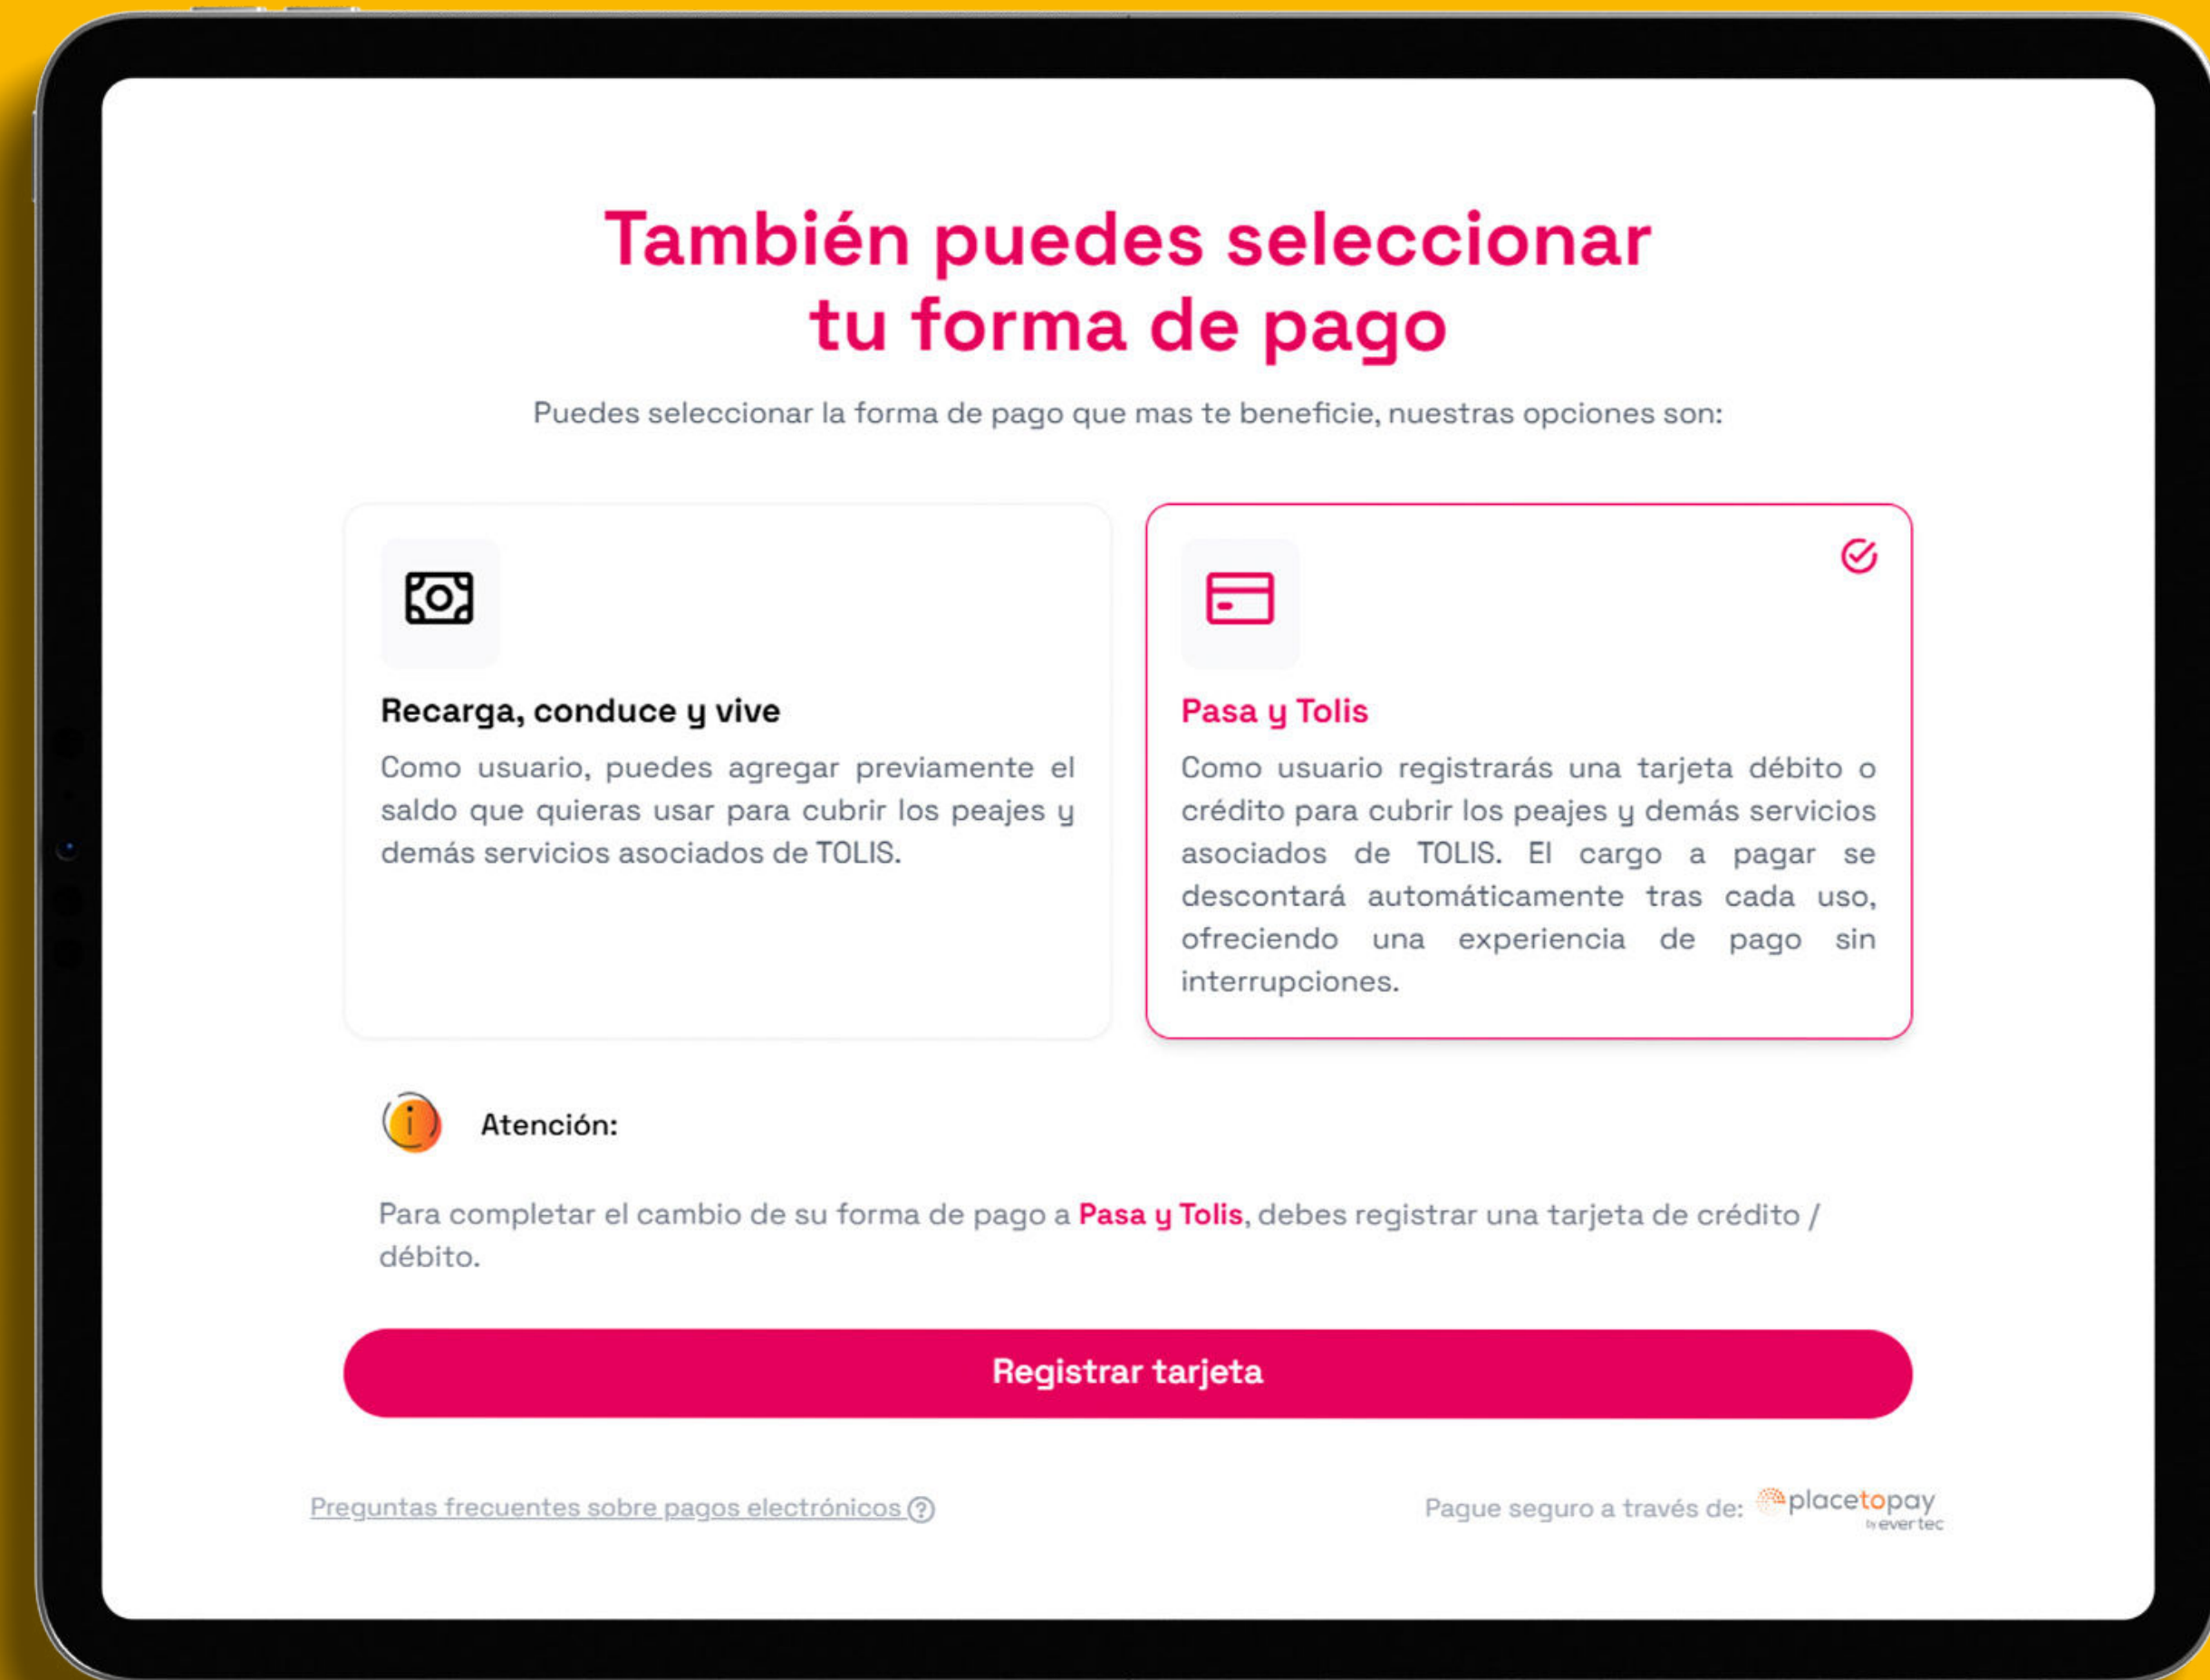 También puedes seleccionar
tu forma de pago
Puedes seleccionar la forma de pago que mas te beneficie, nuestras opciones son:
Recarga, conduce y vive
Como usuario, puedes agregar previamente el
saldo que quieras usar para cubrir los peajes y
demás servicios asociados de TOLIS.
Pasa y Tolis
Como usuario registrarás una tarjeta débito o
crédito para cubrir los peajes y demás servicios
asociados de TOLIS. El cargo a pagar se
descontará automáticamente tras cada uso,
ofreciendo una experiencia de pago sin
interrupciones.
Atención:
Para completar el cambio de su forma de pago a Pasa y Tolis, debes registrar una tarjeta de crédito /
débito.
Registrar tarjeta
Preguntas frecuentes sobre pagos electrónicos
Pague seguro a través de: placetopay
by evertec